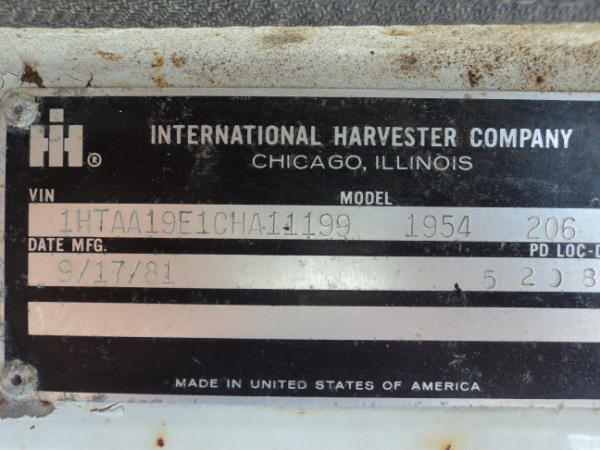 IH®
INTERNATIONAL HARVESTER COMPANY
CHICAGO, ILLINOIS
VIN MODEL
1HTAA19E1CHA11199 1954 206
DATE MFG. PD LOC-D
9/17/81 5 2 0 8
MADE IN UNITED STATES OF AMERICA